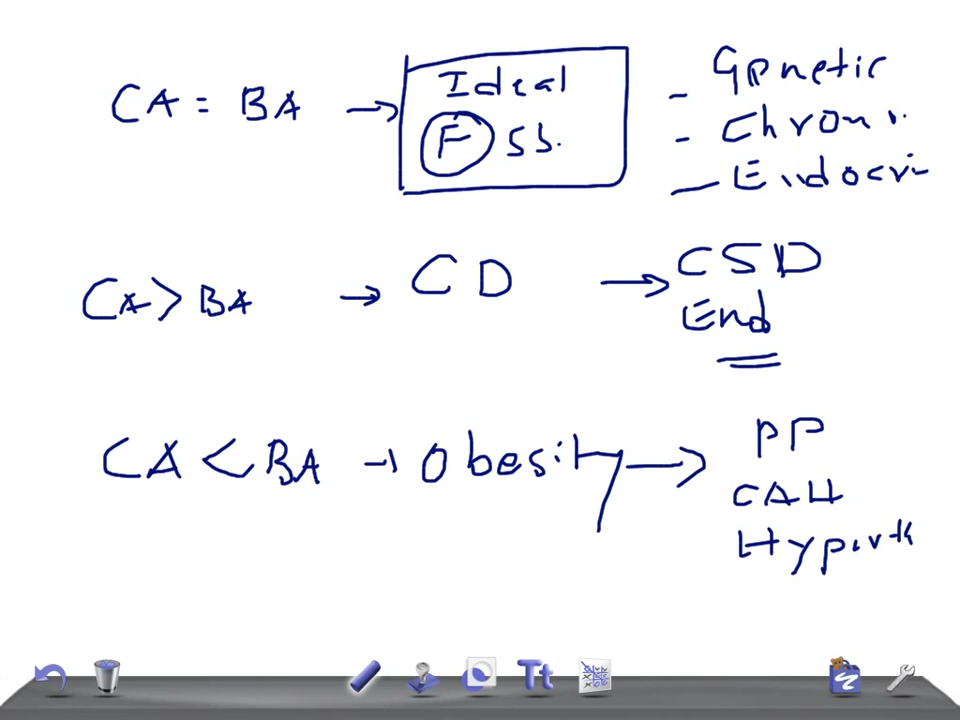 CA = BA → Ideal
F SS.
- Genetic
- Chron
- Endocri
CA > BA → CD → CSD
End
CA < BA → Obesity → PP
CAH
Hyperth
Tt